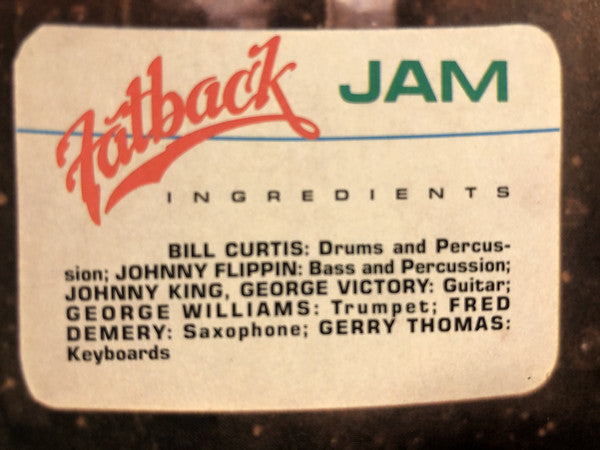 Fatback JAM
INGREDIENTS
BILL CURTIS: Drums and Percus-
sion; JOHNNY FLIPPIN: Bass and Percussion;
JOHNNY KING, GEORGE VICTORY: Guitar;
GEORGE WILLIAMS: Trumpet; FRED
DEMERY: Saxophone; GERRY THOMAS:
Keyboards